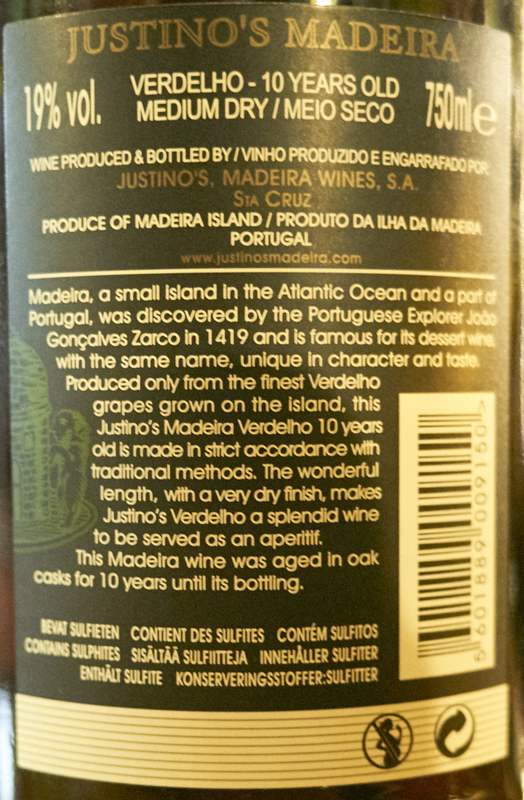 JUSTINO'S MADEIRA
19% vol.
VERDELHO - 10 YEARS OLD
MEDIUM DRY / MEIO SECO
750ml e
WINE PRODUCED & BOTTLED BY / VINHO PRODUZIDO E ENGARRAFADO POR:
JUSTINO'S, MADEIRA WINES, S.A.
STA CRUZ
PRODUCE OF MADEIRA ISLAND / PRODUTO DA ILHA DA MADEIRA
PORTUGAL
www.justinosmadeira.com
Madeira, a small island in the Atlantic Ocean and a part of
Portugal, was discovered by the Portuguese Explorer João
Gonçalves Zarco in 1419 and is famous for its dessert wine,
with the same name, unique in character and taste.
Produced only from the finest Verdelho
grapes grown on the island, this
Justino's Madeira Verdelho 10 years
old is made in strict accordance with
traditional methods. The wonderful
length, with a very dry finish, makes
Justino's Verdelho a splendid wine
to be served as an aperitif.
This Madeira wine was aged in oak
casks for 10 years until its bottling.
5 601889 009150 >
BEVAT SULFIETEN CONTIENT DES SULFITES CONTÉM SULFITOS
CONTAINS SULPHITES SISÄLTÄÄ SULFIITTEJA INNEHÅLLER SULFITER
ENTHÄLT SULFITE KONSERVERINGSSTOFFER:SULFITTER